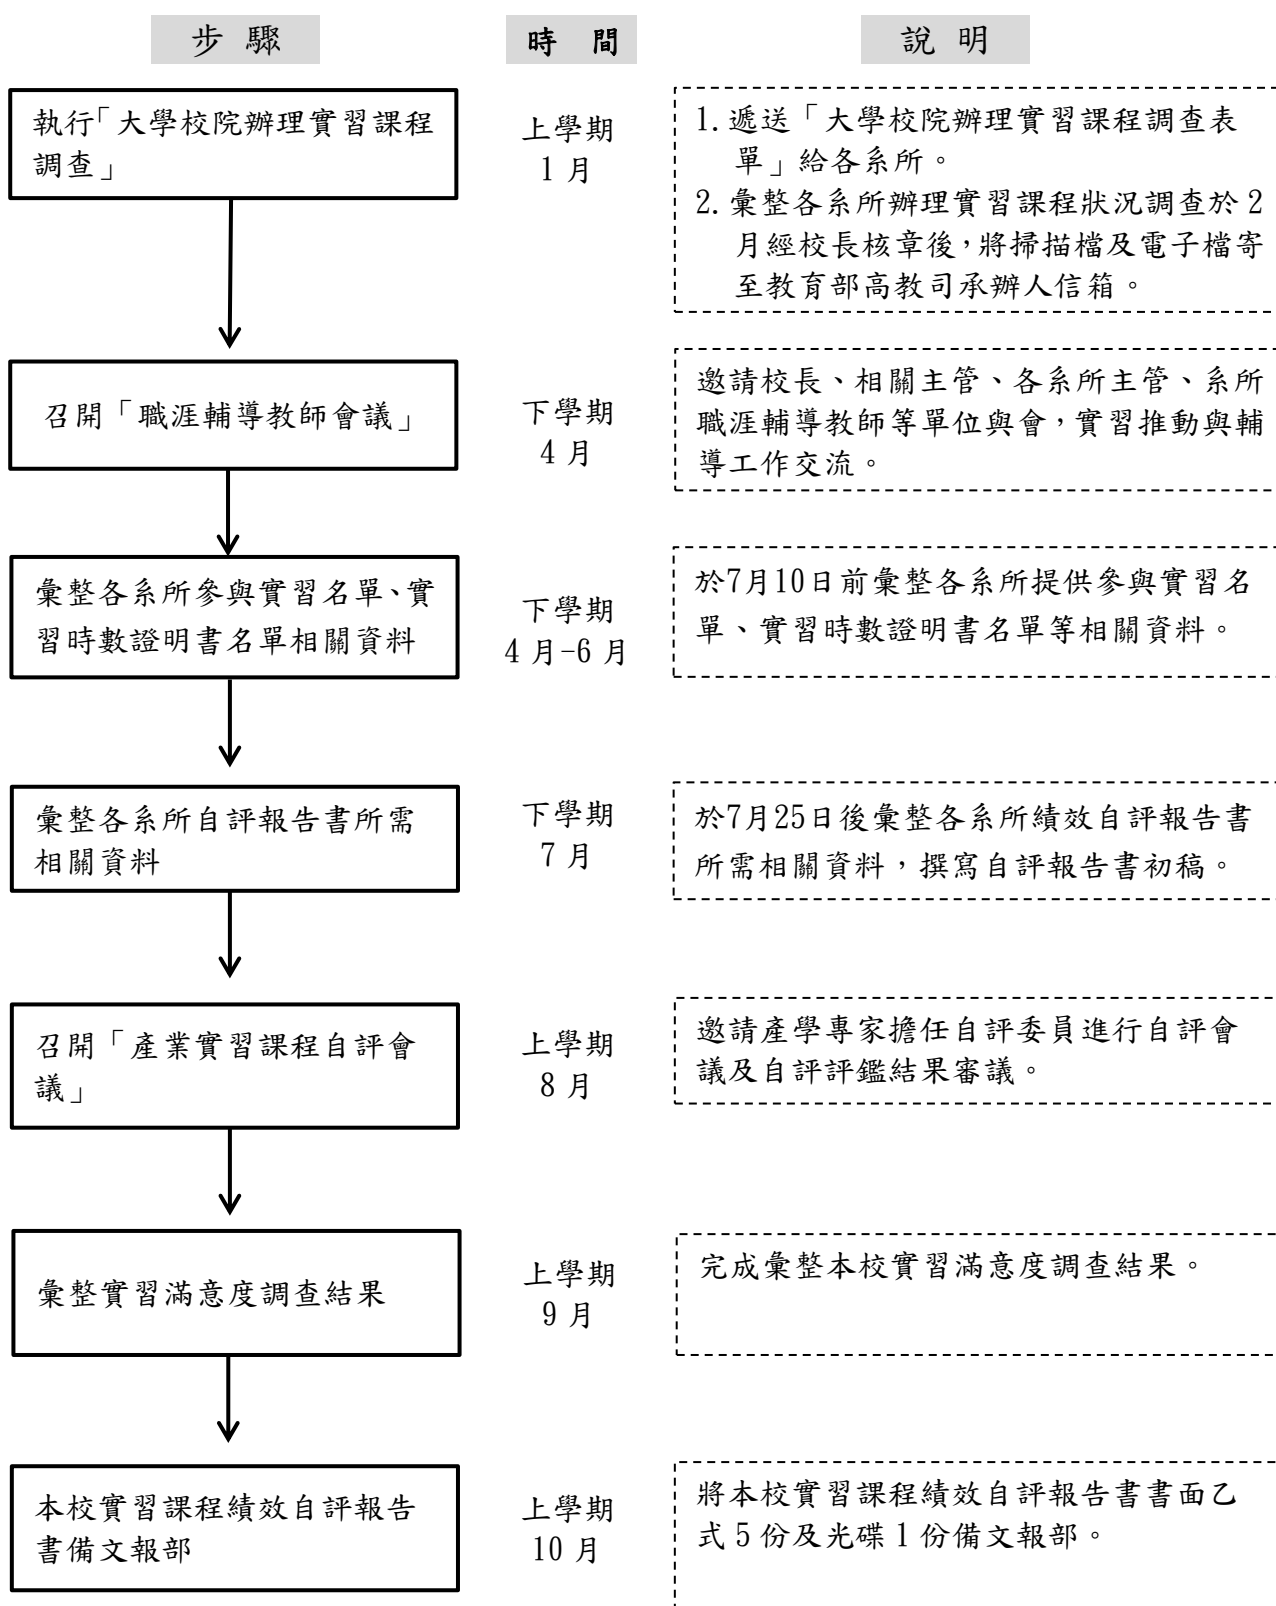 步 驟
時 間
說 明
執行「大學校院辦理實習課程
調查」
上學期
1 月
1. 遞送「大學校院辦理實習課程調查表
單」給各系所。
2. 彙整各系所辦理實習課程狀況調查於 2
月經校長核章後，將掃描檔及電子檔寄
至教育部高教司承辦人信箱。
召開「職涯輔導教師會議」
下學期
4 月
邀請校長、相關主管、各系所主管、系所
職涯輔導教師等單位與會，實習推動與輔
導工作交流。
彙整各系所參與實習名單、實
習時數證明書名單相關資料
下學期
4 月-6 月
於7月10日前彙整各系所提供參與實習名
單、實習時數證明書名單等相關資料。
彙整各系所自評報告書所需
相關資料
下學期
7 月
於7月25日後彙整各系所績效自評報告書
所需相關資料，撰寫自評報告書初稿。
召開「產業實習課程自評會
議」
上學期
8 月
邀請產學專家擔任自評委員進行自評會
議及自評評鑑結果審議。
彙整實習滿意度調查結果
上學期
9 月
完成彙整本校實習滿意度調查結果。
本校實習課程績效自評報告
書備文報部
上學期
10 月
將本校實習課程績效自評報告書書面乙
式 5 份及光碟 1 份備文報部。